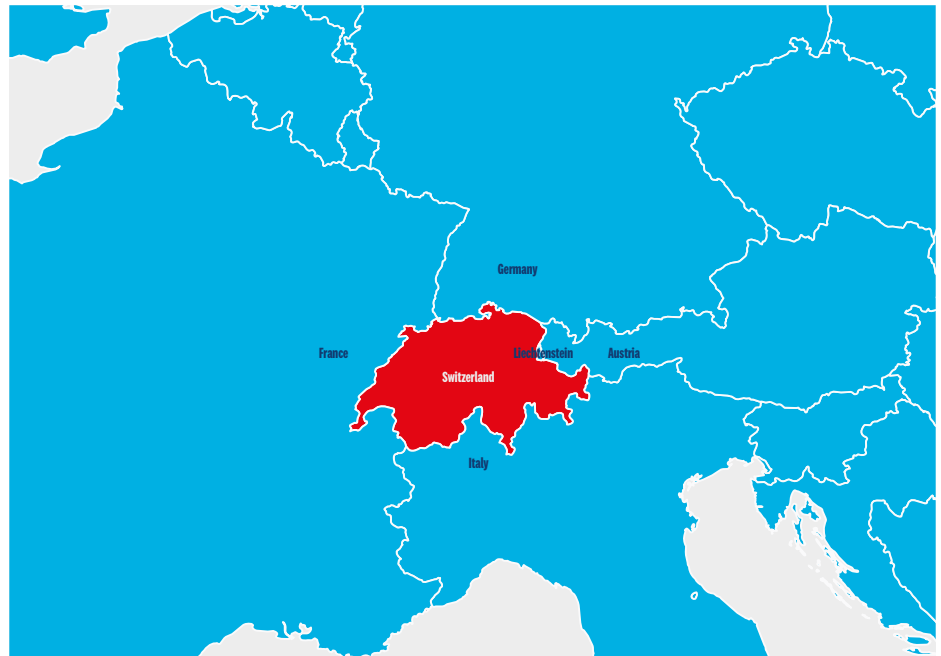 Germany
France
Liechtenstein
Austria
Switzerland
Italy